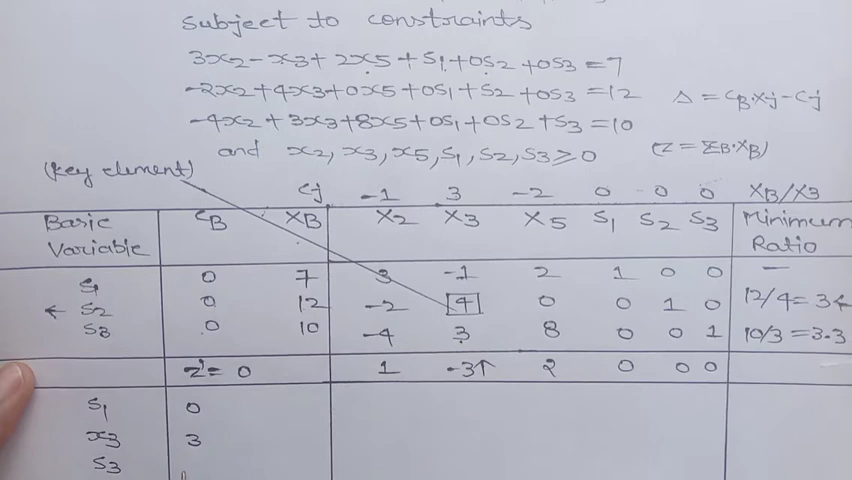 Subject to constraints
3x2-x3+2x5+s1+0s2+0s3=7
-2x2+4x3+0x5+0s1+s2+0s3=12 Δ=CB.Xj-Cj
-4x2+3x3+8x5+0s1+0s2+s3=10
and x2, x3, x5, s1, s2, s3≥0 (Z=ΣB.XB)
(Key element)
Cj -1 3 -2 0 0 0 XB/X3
Basic Variable CB XB X2 X3 X5 S1 S2 S3 Minimum Ratio
S1 0 7 3 -1 2 1 0 0 —
← S2 0 12 -2 4 0 0 1 0 12/4=3←
S3 0 10 -4 3 8 0 0 1 10/3=3.3
Z'=0 1 -3↑ 2 0 0 0
S1 0
x3 3
S3